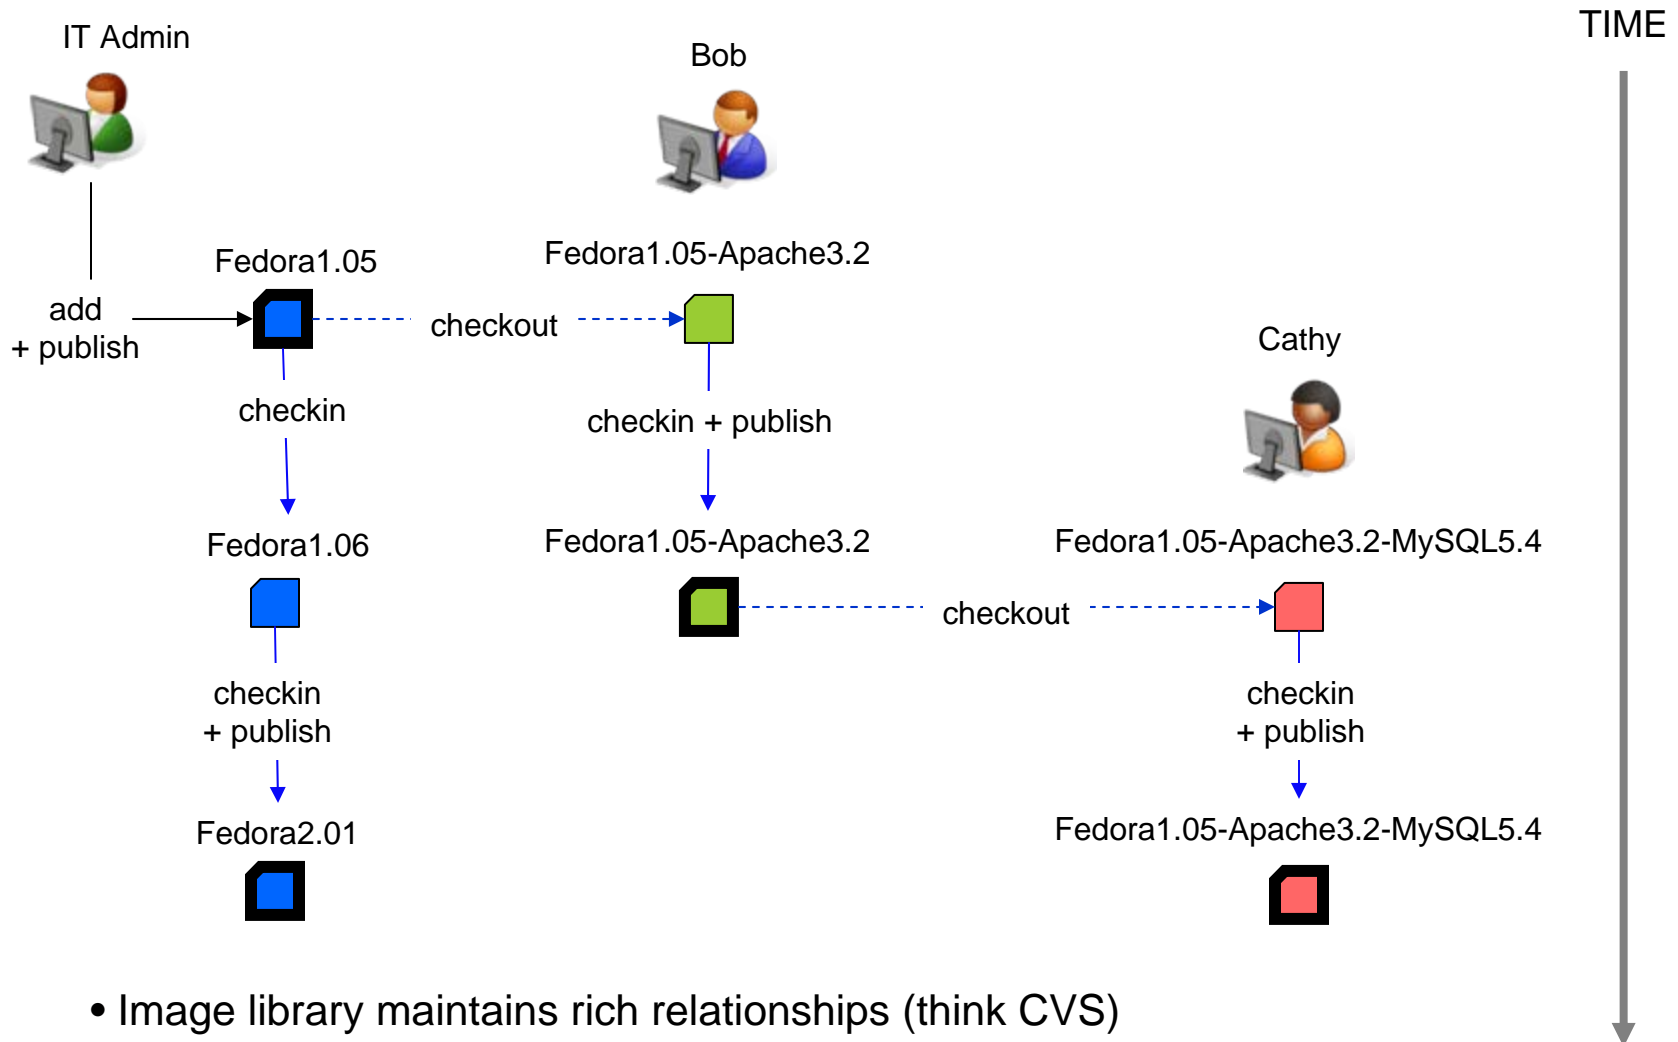 TIME
IT Admin
Bob
Fedora1.05
Fedora1.05-Apache3.2
add
+ publish
checkout
Cathy
checkin
checkin + publish
Fedora1.06
Fedora1.05-Apache3.2
Fedora1.05-Apache3.2-MySQL5.4
checkout
checkin
+ publish
checkin
+ publish
Fedora2.01
Fedora1.05-Apache3.2-MySQL5.4
• Image library maintains rich relationships (think CVS)